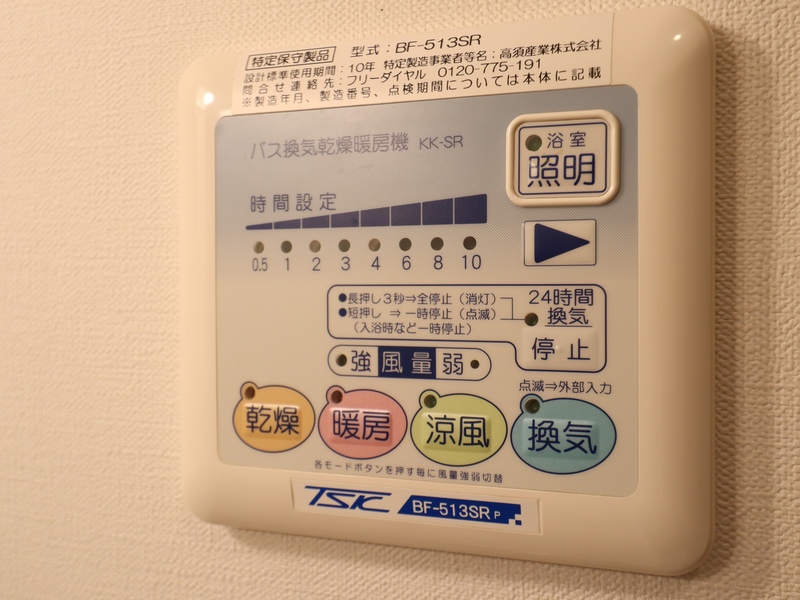 特定保守製品 型式：BF-513SR
設計標準使用期間：10年 特定製造事業者等名：高須産業株式会社
問合せ連絡先：フリーダイヤル 0120-775-191
※製造年月、製造番号、点検期間については本体に記載
バス換気乾燥暖房機 KK-SR
浴室
照明
時間設定
0.5 1 2 3 4 6 8 10
●長押し3秒⇒全停止（消灯）
●短押し ⇒一時停止（点滅）
（入浴時など一時停止）
24時間
換気
停止
強 風量 弱
点滅⇒外部入力
乾燥 暖房 涼風 換気
各モードボタンを押す毎に風量強弱切替
TSK BF-513SR P